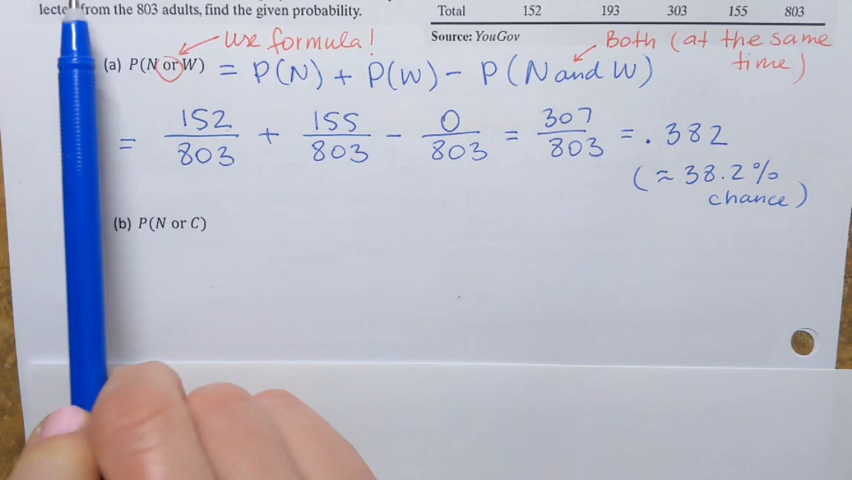 from the 803 adults, find the given probability.
Total 152 193 303 155 803
Source: YouGov
use formula!
Both (at the same time)
(a) P(N or W) = P(N) + P(W) - P(N and W)
= 152/803 + 155/803 - 0/803 = 307/803 = .382
(≈ 38.2% chance)
(b) P(N or C)